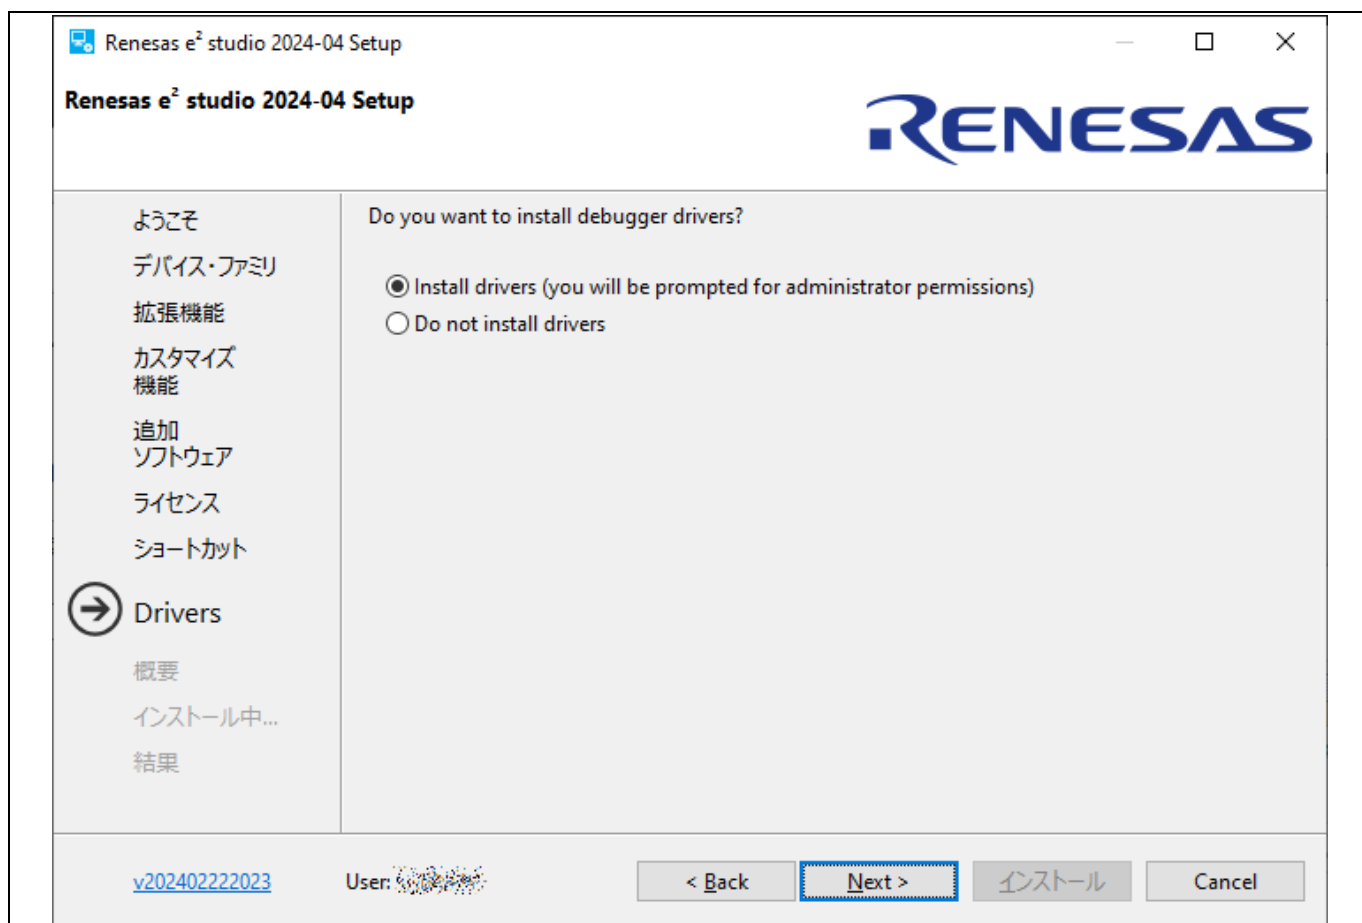 Renesas e² studio 2024-04 Setup
Renesas e² studio 2024-04 Setup
RENESAS
ようこそ
デバイス・ファミリ
拡張機能
カスタマイズ
機能
追加
ソフトウェア
ライセンス
ショートカット
Drivers
概要
インストール中...
結果
Do you want to install debugger drivers?
Install drivers (you will be prompted for administrator permissions)
Do not install drivers
v202402222023
User:
< Back
Next >
インストール
Cancel